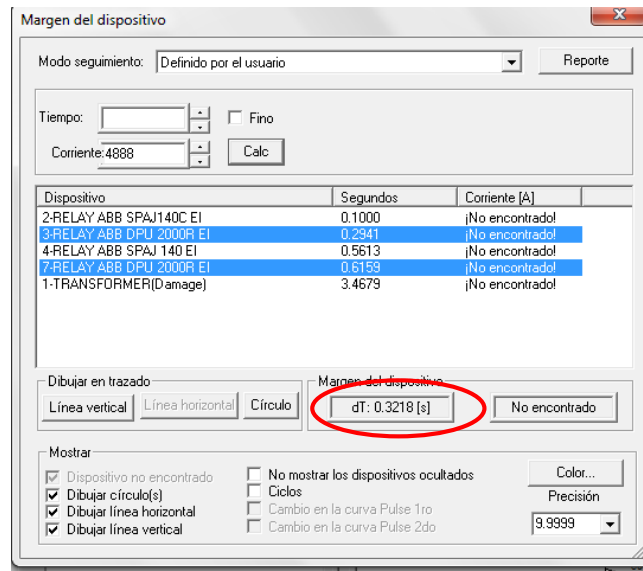 Margen del dispositivo
Modo seguimiento: Definido por el usuario Reporte
Tiempo: Fino
Corriente: 4888 Calc
Dispositivo Segundos Corriente [A]
2-RELAY ABB SPAJ140C EI 0.1000 ¡No encontrado!
3-RELAY ABB DPU 2000R EI 0.2941 ¡No encontrado!
4-RELAY ABB SPAJ 140 EI 0.5613 ¡No encontrado!
7-RELAY ABB DPU 2000R EI 0.6159 ¡No encontrado!
1-TRANSFORMER(Damage) 3.4679 ¡No encontrado!
Dibujar en trazado Margen del dispositivo
Línea vertical Línea horizontal Círculo dT: 0.3218 [s] No encontrado
Mostrar
Dispositivo no encontrado No mostrar los dispositivos ocultados Color...
Dibujar círculo(s) Ciclos Precisión
Dibujar línea horizontal Cambio en la curva Pulse 1ro
Dibujar línea vertical Cambio en la curva Pulse 2do 9.9999